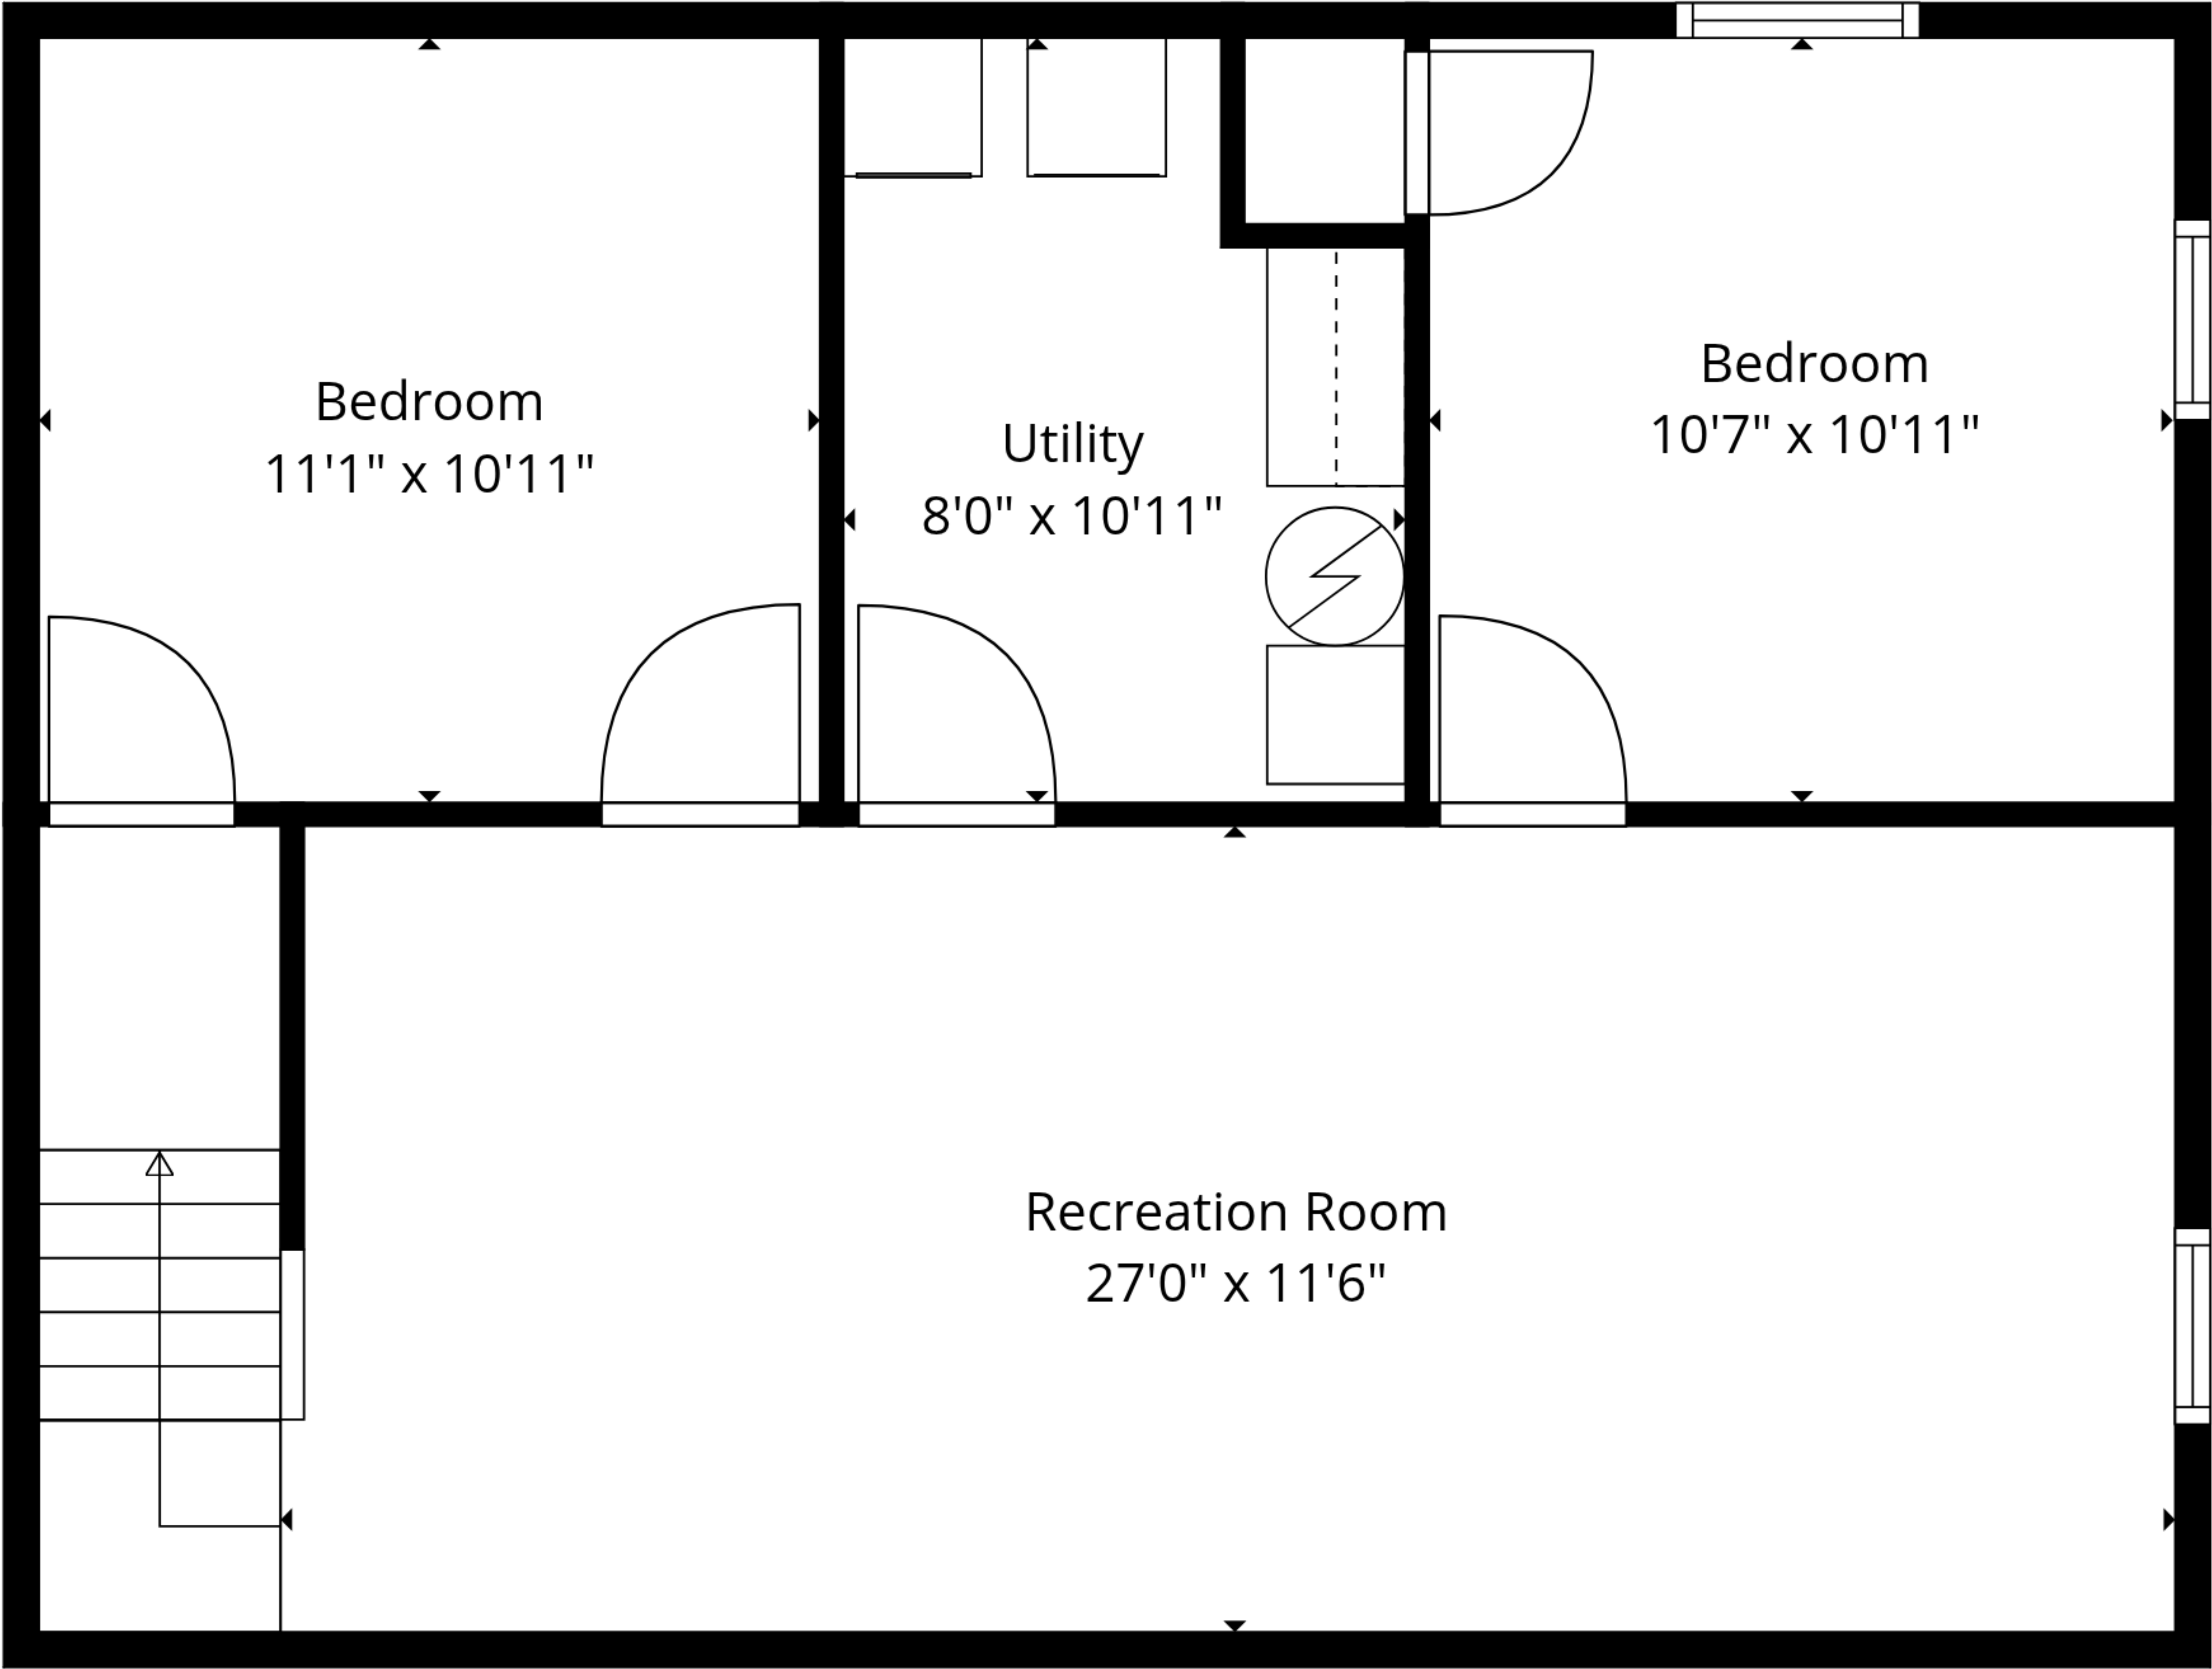 Bedroom
11'1" x 10'11"
Utility
8'0" x 10'11"
Bedroom
10'7" x 10'11"
Recreation Room
27'0" x 11'6"